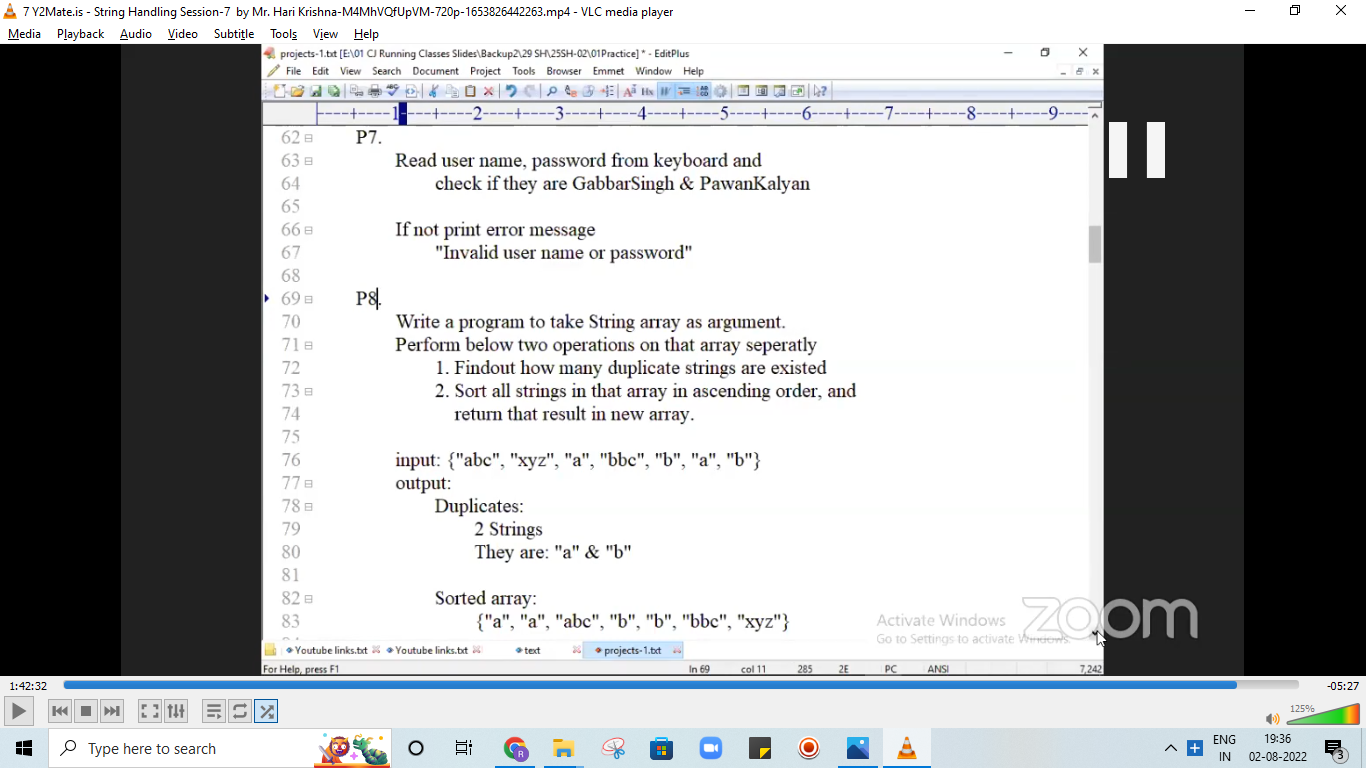 7 Y2Mate.is - String Handling Session-7 by Mr. Hari Krishna-M4MhVQfUpVM-720p-1653826442263.mp4 - VLC media player
Media Playback Audio Video Subtitle Tools View Help
projects-1.txt [E:\01 CJ Running Classes Slides\Backup2\29 SH\25SH-02\01Practice] * - EditPlus
File Edit View Search Document Project Tools Browser Emmet Window Help
----+----1----+----2----+----3----+----4----+----5----+----6----+----7----+----8----+----9--
62 P7.
63 Read user name, password from keyboard and
64 check if they are GabbarSingh & PawanKalyan
65
66 If not print error message
67 "Invalid user name or password"
68
69 P8.
70 Write a program to take String array as argument.
71 Perform below two operations on that array seperatly
72 1. Findout how many duplicate strings are existed
73 2. Sort all strings in that array in ascending order, and
74 return that result in new array.
75
76 input: {"abc", "xyz", "a", "bbc", "b", "a", "b"}
77 output:
78 Duplicates:
79 2 Strings
80 They are: "a" & "b"
81
82 Sorted array:
83 {"a", "a", "abc", "b", "b", "bbc", "xyz"}
Activate Windows
Go to Settings to activate Windows.
zoom
Youtube links.txt Youtube links.txt text projects-1.txt
For Help, press F1 ln 69 col 11 285 2E PC ANSI 7,242
1:42:32 -05:27
125%
Type here to search
ENG 19:36
IN 02-08-2022 3